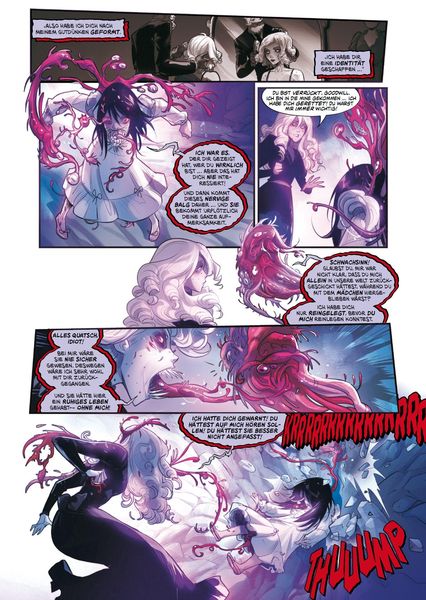 ...ALSO HABE ICH DICH NACH
MEINEM GUTDÜNKEN GEFORMT.
...ICH HABE DIR
EINE IDENTITÄT
GESCHAFFEN...
DU BIST VERRÜCKT, GOODWILL.
ICH BIN IN DIE MINE GEKOMMEN ... ICH
HABE DICH GERETTET! DU WARST
MIR IMMER WICHTIG!
ICH WAR ES,
DER DIR GEZEIGT
HAT, WER DU WIRKLICH
BIST ... ABER DAS HAT
DICH NIE INTE-
RESSIERT!
UND DANN KOMMT
DIESES NERVIGE
BALG DAHER ... UND SIE
BEKOMMT URPLÖTZLICH
DEINE GANZE AUF-
MERKSAMKEIT.
SCHWACHSINN!
GLAUBST DU, MIR WAR
NICHT KLAR, DASS DU MICH
ALLEIN IN UNSERE WELT ZURÜCK-
GESCHICKT HÄTTEST, WÄHREND DU
MIT DEM MÄDCHEN HIERGE-
BLIEBEN WÄRST?
ICH HABE DICH
NUR REINGELEGT, BEVOR DU
MICH REINLEGEN KONNTEST.
ALLES QUATSCH,
IDIOT!
BEI MIR WÄRE
SIE NIE SICHER
GEWESEN, DESWEGEN
WÄRE ICH SEHR WOHL
MIT DIR ZURÜCK-
GEGANGEN.
UND SIE HÄTTE HIER
EIN RUHIGES LEBEN
GEHABT-- OHNE MICH!
ICH HATTE DICH GEWARNT! DU
HÄTTEST AUF MICH HÖREN SOL-
LEN! DU HÄTTEST SIE BESSER
NICHT ANGEFASST!
THUUUMP